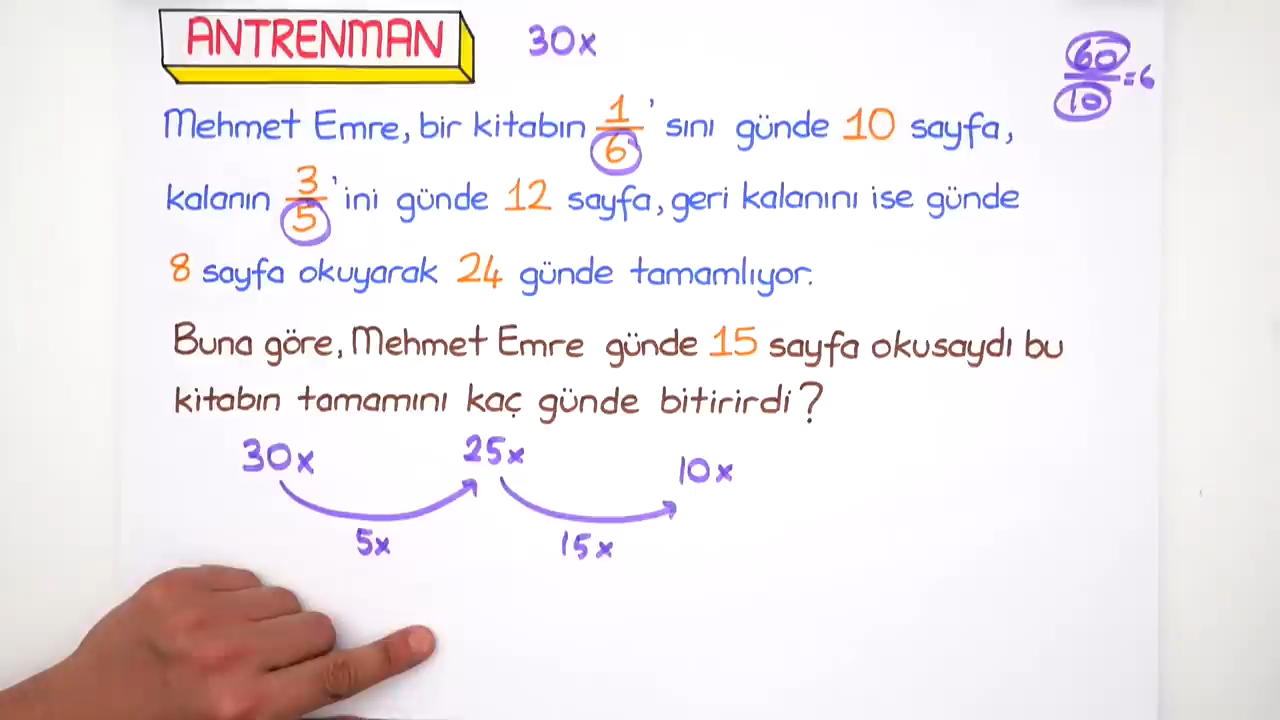 ANTRENMAN 30x
60/10 = 6
Mehmet Emre, bir kitabın 1/6'sını günde 10 sayfa,
kalanın 3/5'ini günde 12 sayfa, geri kalanını ise günde
8 sayfa okuyarak 24 günde tamamlıyor.
Buna göre, Mehmet Emre günde 15 sayfa okusaydı bu
kitabın tamamını kaç günde bitirirdi?
30x 25x 10x
5x 15x